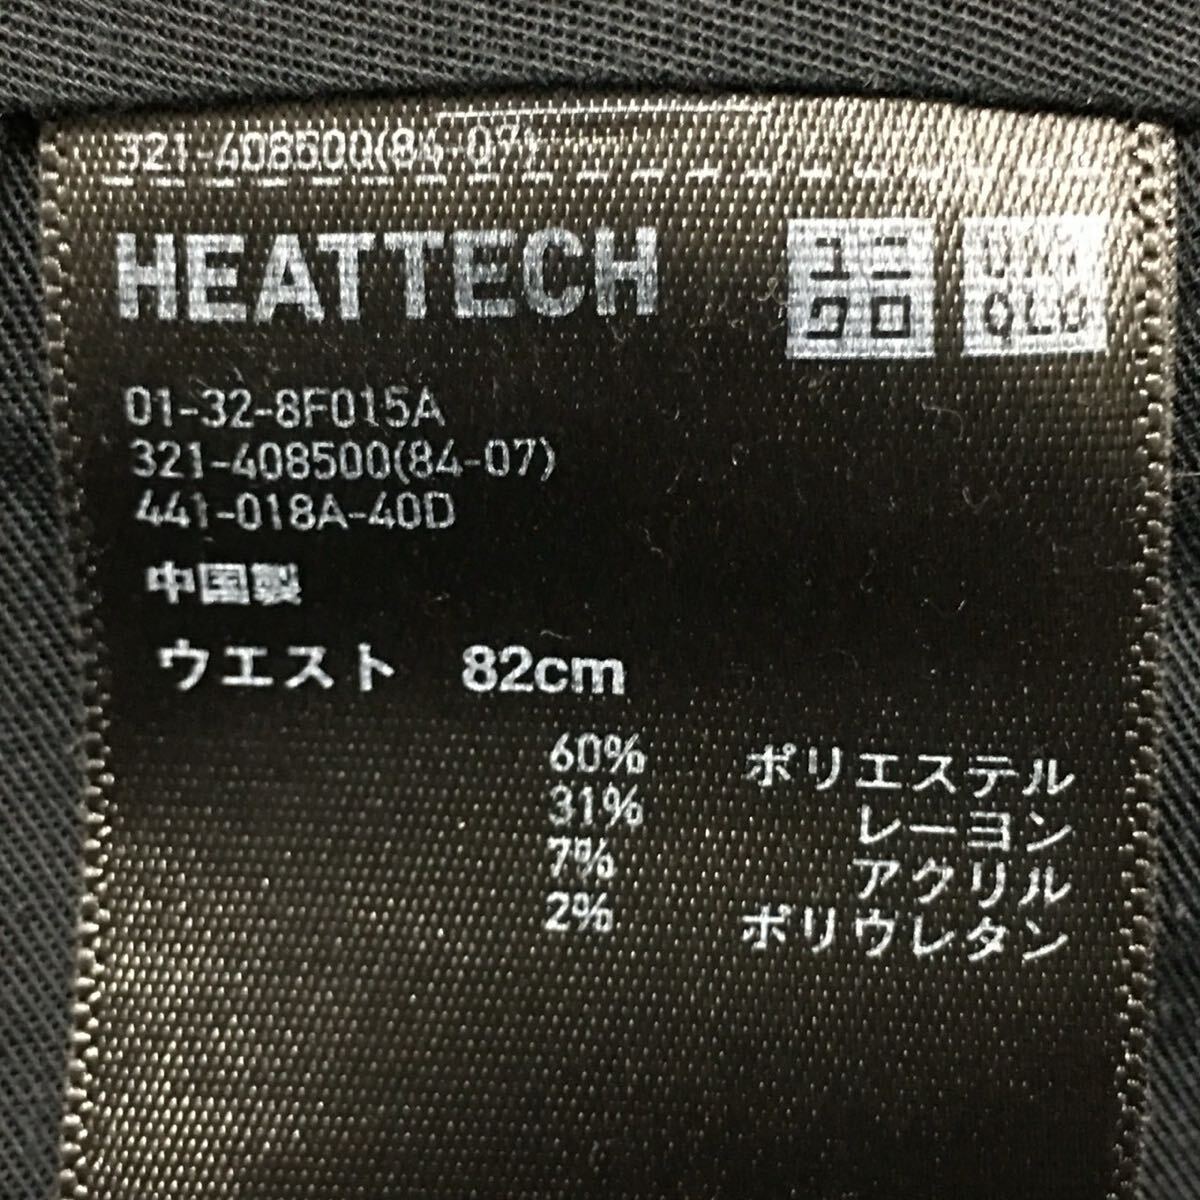 321-408500(84-07)
HEATTECH
ユニ
クロ
UNI
QLO
01-32-8F015A
321-408500(84-07)
441-018A-40D
中国製
ウエスト 82cm
60% ポリエステル
31% レーヨン
7% アクリル
2% ポリウレタン